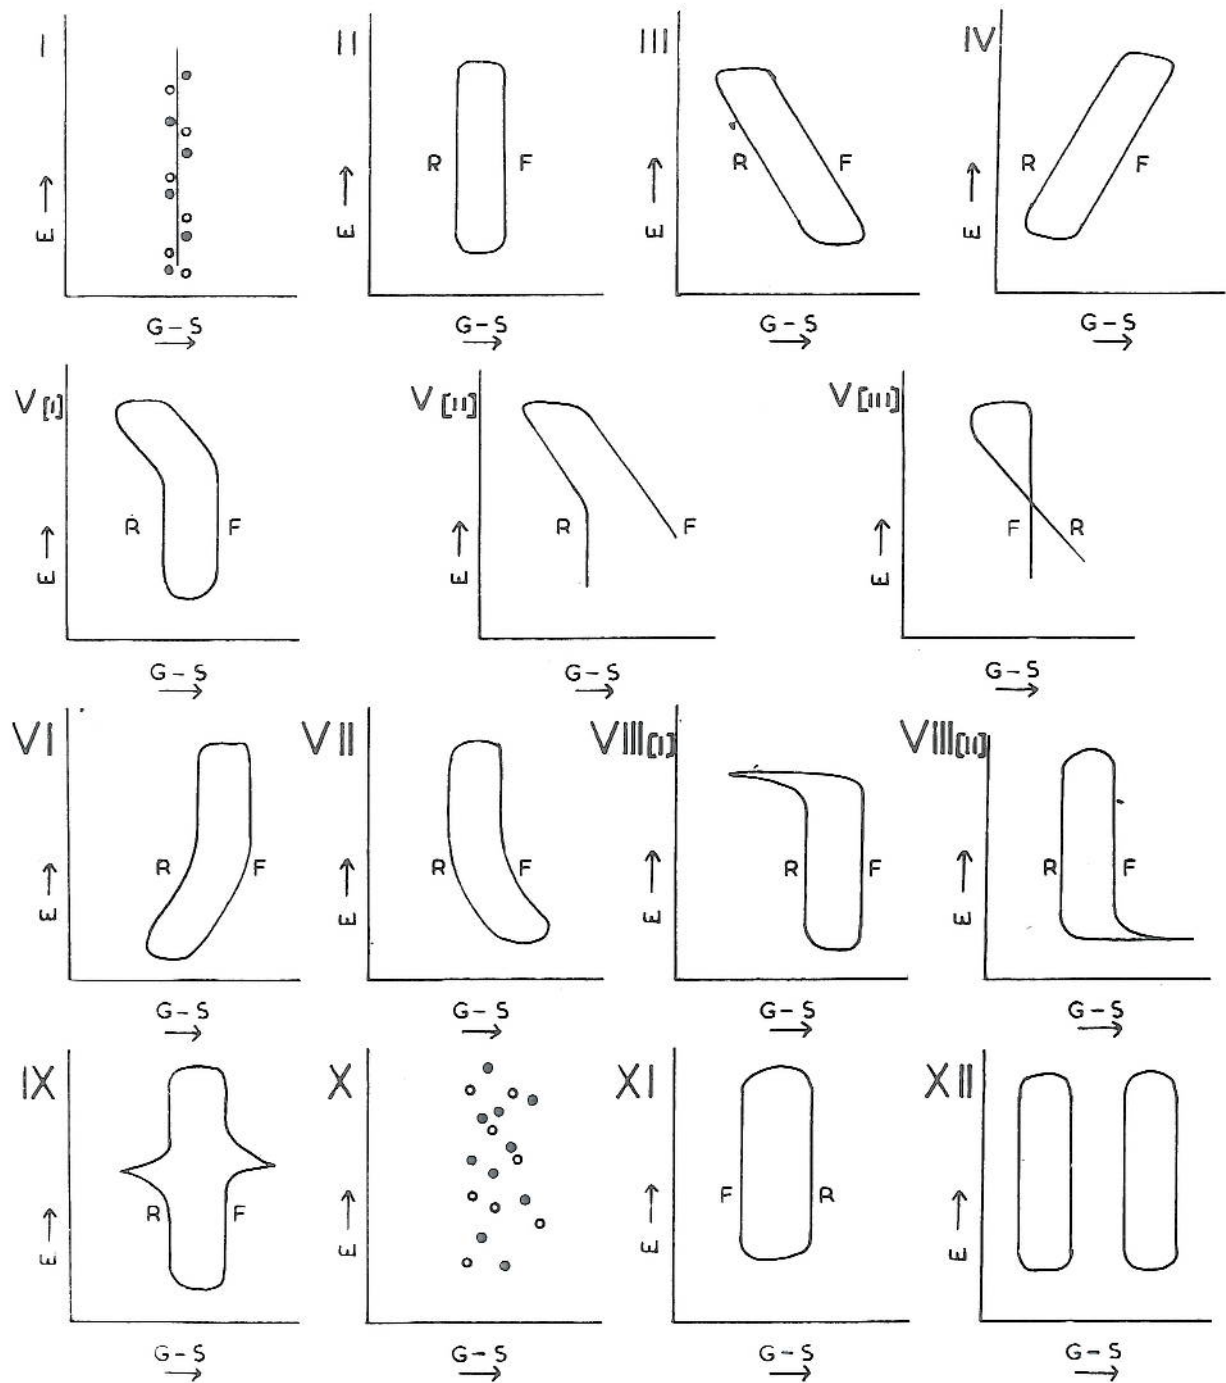 I II III IV
R F R F R F
E → E → E → E →
G-S → G-S → G-S → G-S →
V[I] V[II] V[III]
R F R F F R
E → E → E →
G-S → G-S → G-S →
VI VII VIII[I] VIII[II]
R F R F R F R F
E → E → E → E →
G-S → G-S → G-S → G-S →
IX X XI XII
R F F R
E → E → E → E →
G-S → G-S → G-S → G-S →